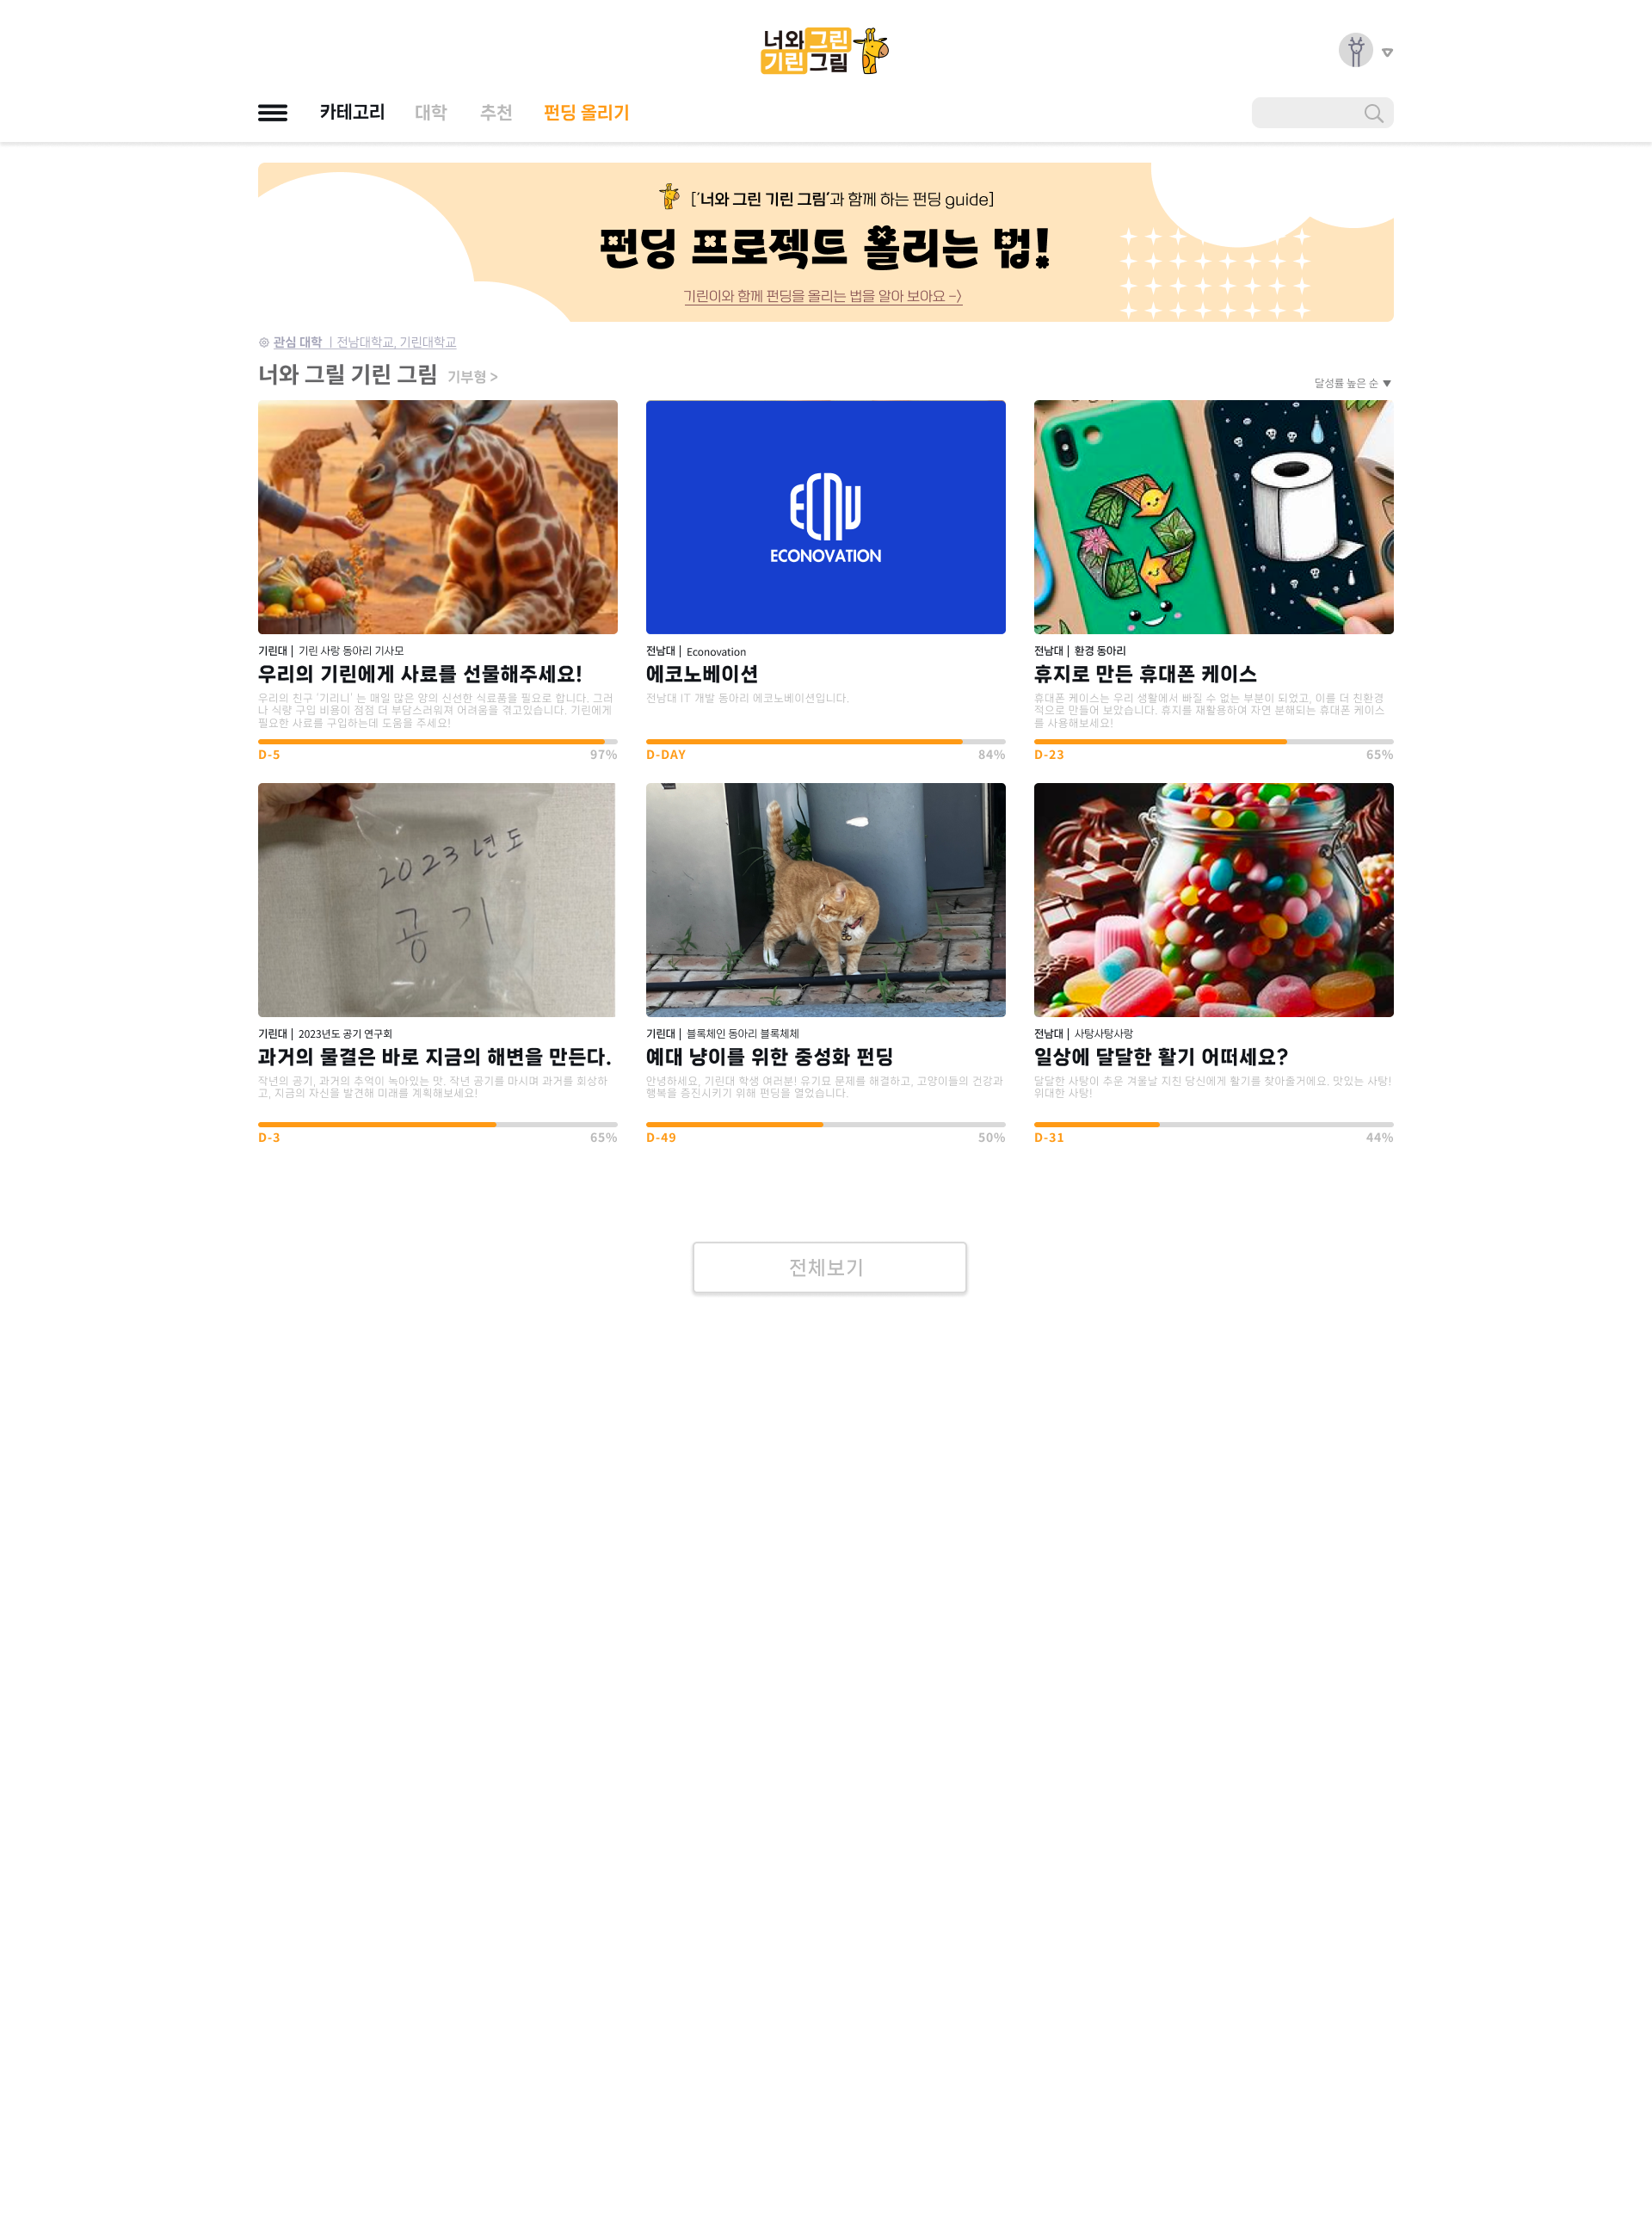 너와 그린
기린 그림
카테고리 대학 추천 펀딩 올리기
['너와 그린 기린 그림'과 함께 하는 펀딩 guide]
펀딩 프로젝트 올리는 법!
기린이와 함께 펀딩을 올리는 법을 알아 보아요 ->
관심 대학 | 전남대학교, 기린대학교
너와 그릴 기린 그림 기부형 >
달성률 높은 순 ▼
ECNU
ECONOVATION
기린대 | 기린 사랑 동아리 기사모
우리의 기린에게 사료를 선물해주세요!
우리의 친구 '기리니' 는 매일 많은 양의 신선한 식료품을 필요로 합니다. 그러
나 식량 구입 비용이 점점 더 부담스러워져 어려움을 겪고있습니다. 기린에게
필요한 사료를 구입하는데 도움을 주세요!
D-5 97%
전남대 | Econovation
에코노베이션
전남대 IT 개발 동아리 에코노베이션입니다.
D-DAY 84%
전남대 | 환경 동아리
휴지로 만든 휴대폰 케이스
휴대폰 케이스는 우리 생활에서 빠질 수 없는 부분이 되었고, 이를 더 친환경
적으로 만들어 보았습니다. 휴지를 재활용하여 자연 분해되는 휴대폰 케이스
를 사용해보세요!
D-23 65%
2023년도
공기
기린대 | 2023년도 공기 연구회
과거의 물결은 바로 지금의 해변을 만든다.
작년의 공기, 과거의 추억이 녹아있는 맛. 작년 공기를 마시며 과거를 회상하
고, 지금의 자신을 발견해 미래를 계획해보세요!
D-3 65%
기린대 | 블록체인 동아리 블록체체
예대 냥이를 위한 중성화 펀딩
안녕하세요, 기린대 학생 여러분! 유기묘 문제를 해결하고, 고양이들의 건강과
행복을 증진시키기 위해 펀딩을 열었습니다.
D-49 50%
전남대 | 사탕사탕사랑
일상에 달달한 활기 어떠세요?
달달한 사탕이 추운 겨울날 지친 당신에게 활기를 찾아줄거에요. 맛있는 사탕!
위대한 사탕!
D-31 44%
전체보기